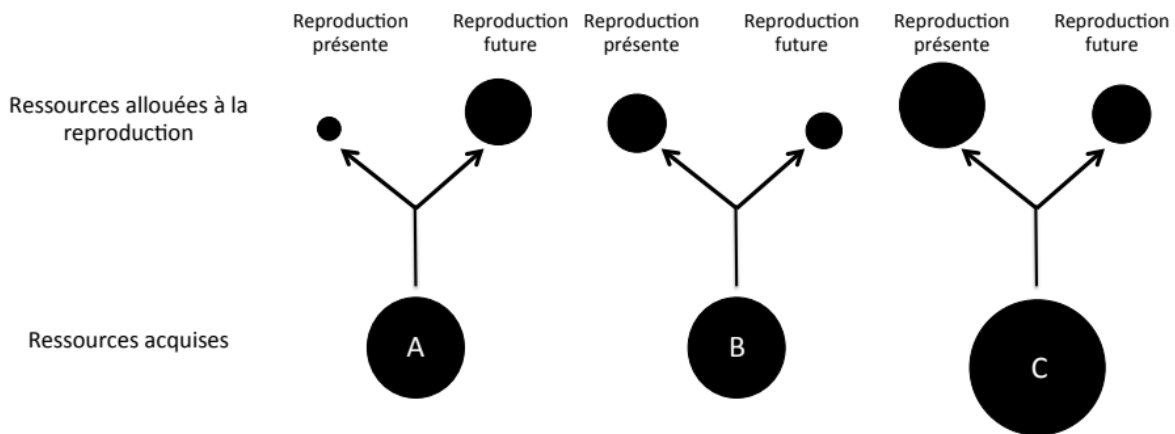 Reproduction présente
Reproduction future
Reproduction présente
Reproduction future
Reproduction présente
Reproduction future
Ressources allouées à la
reproduction
Ressources acquises
A
B
C